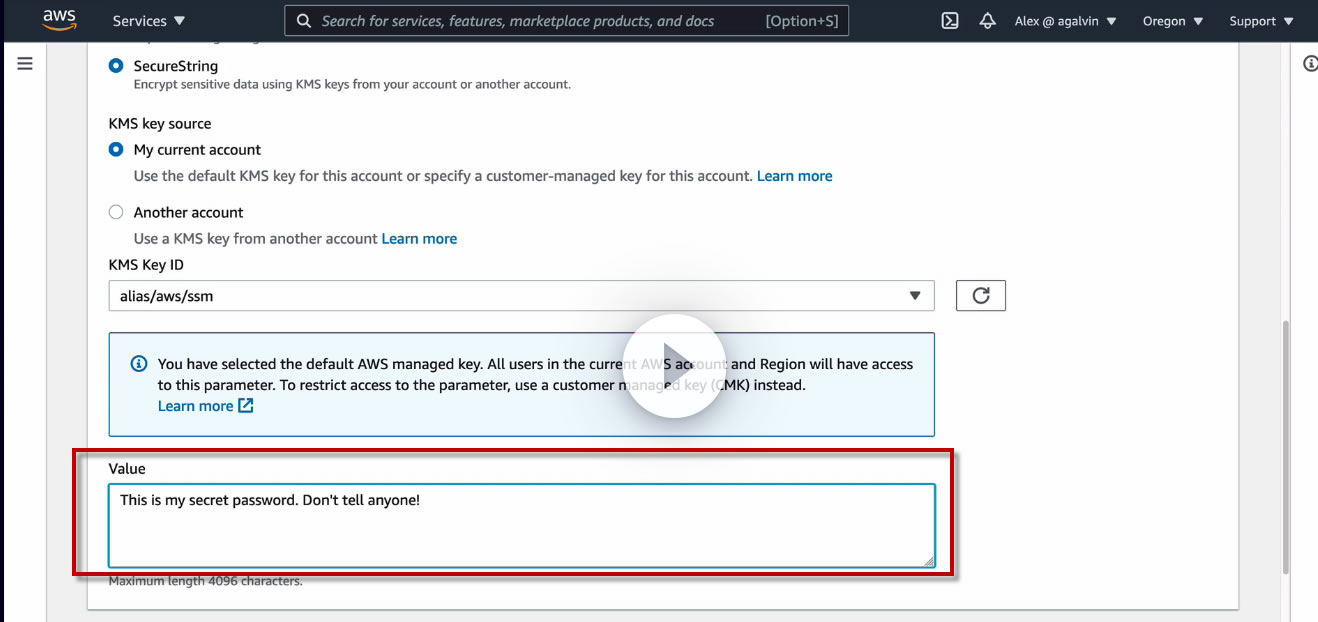 aws Services Search for services, features, marketplace products, and docs [Option+S] Alex @ agalvin Oregon Support
SecureString
Encrypt sensitive data using KMS keys from your account or another account.
KMS key source
My current account
Use the default KMS key for this account or specify a customer-managed key for this account. Learn more
Another account
Use a KMS key from another account Learn more
KMS Key ID
alias/aws/ssm
You have selected the default AWS managed key. All users in the current AWS account and Region will have access
to this parameter. To restrict access to the parameter, use a customer managed key (CMK) instead.
Learn more
Value
This is my secret password. Don't tell anyone!
Maximum length 4096 characters.